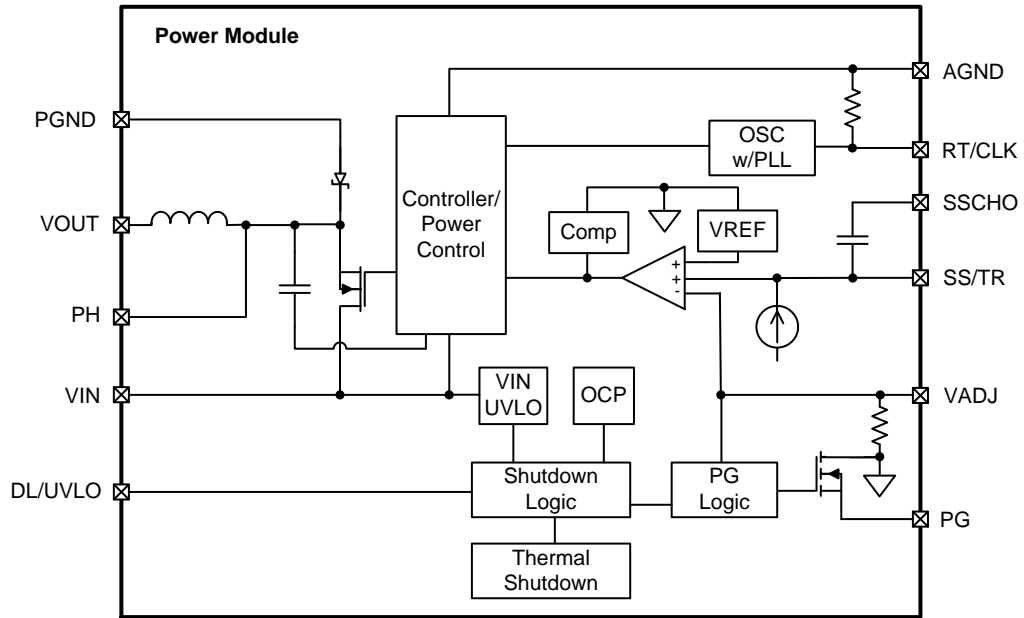 Power Module
PGND
VOUT
PH
VIN
DL/UVLO
Controller/
Power
Control
OSC
w/PLL
Comp
VREF
+
+
-
VIN
UVLO
OCP
Shutdown
Logic
Thermal
Shutdown
PG
Logic
AGND
RT/CLK
SSCHO
SS/TR
VADJ
PG